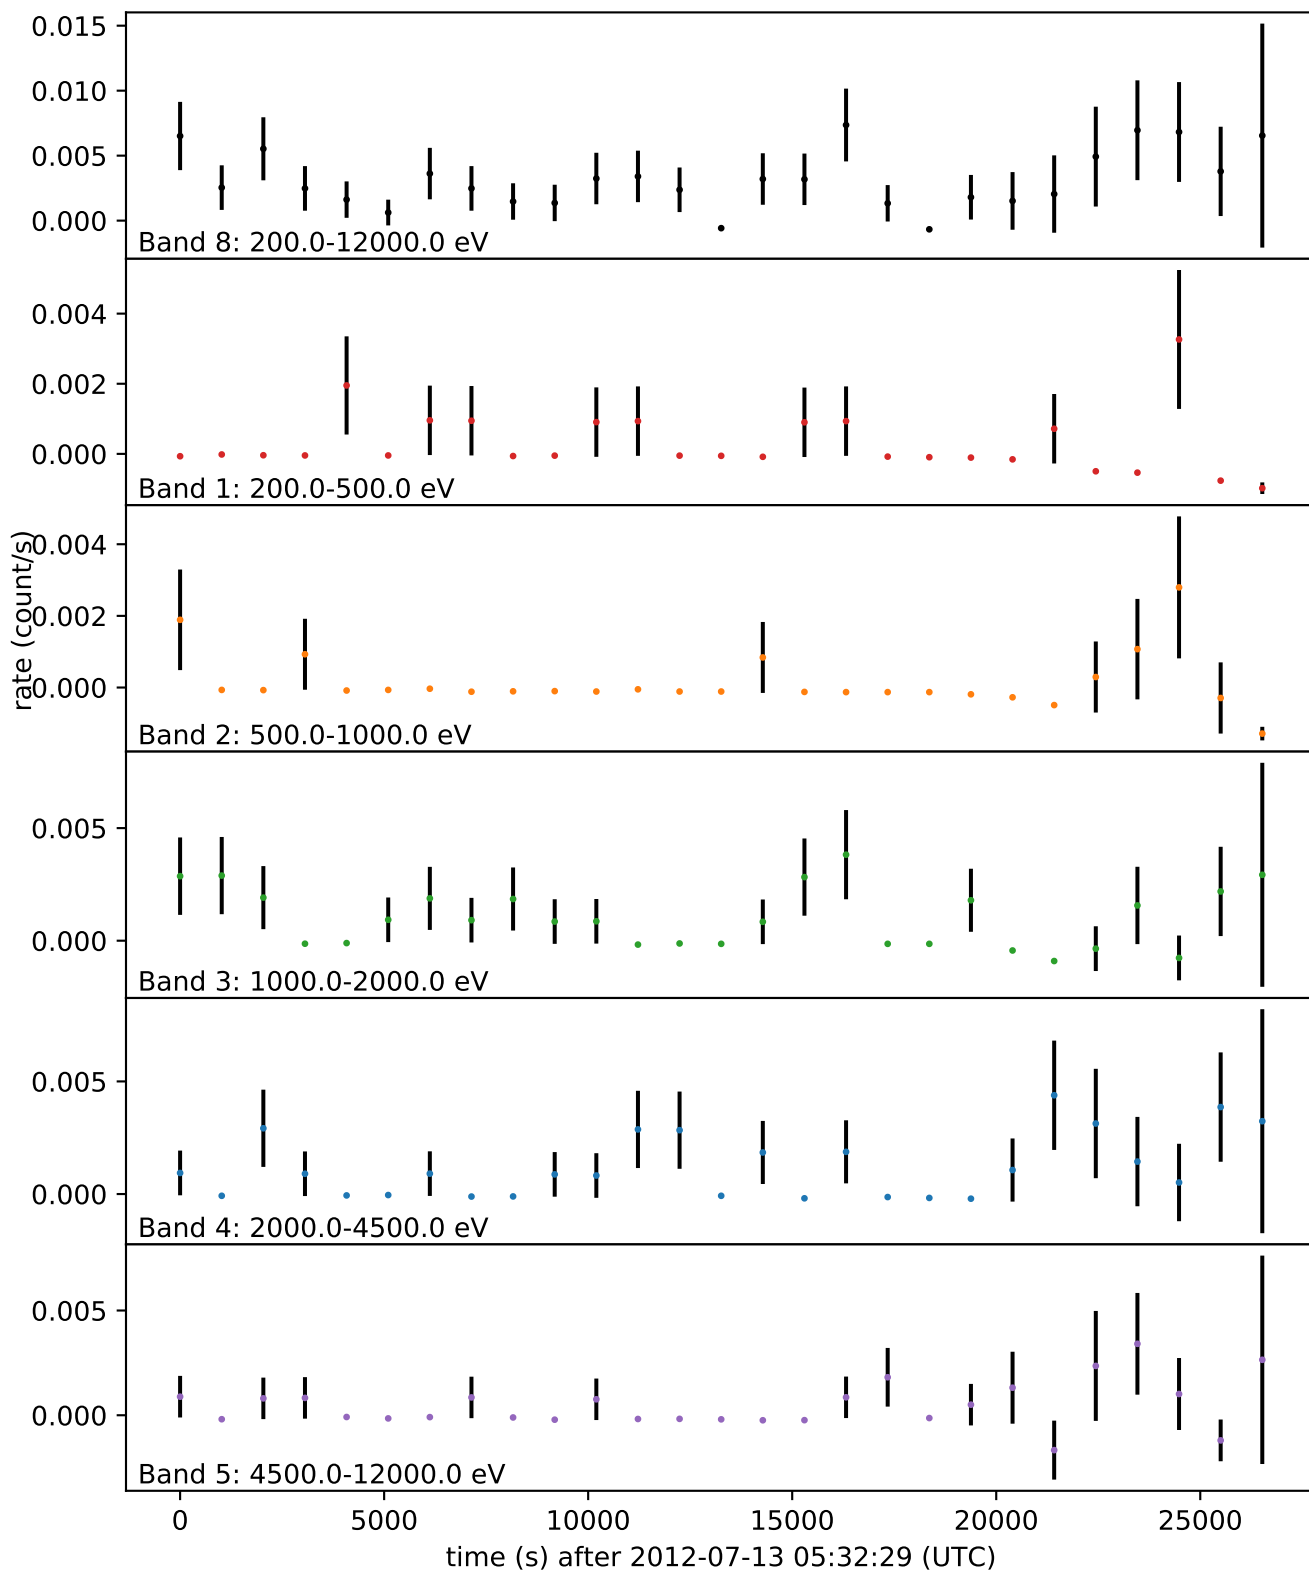 0.015
0.010
0.005
0.000
Band 8: 200.0-12000.0 eV
0.004
0.002
0.000
Band 1: 200.0-500.0 eV
rate (count/s)
0.004
0.002
0.000
Band 2: 500.0-1000.0 eV
0.005
0.000
Band 3: 1000.0-2000.0 eV
0.005
0.000
Band 4: 2000.0-4500.0 eV
0.005
0.000
Band 5: 4500.0-12000.0 eV
0 5000 10000 15000 20000 25000
time (s) after 2012-07-13 05:32:29 (UTC)